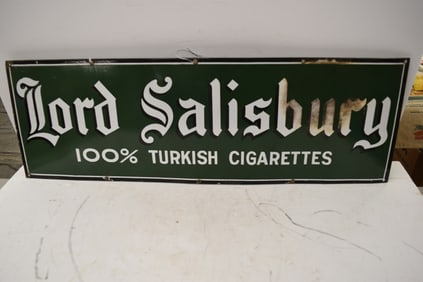 Lord Salisbury
100% TURKISH CIGARETTES